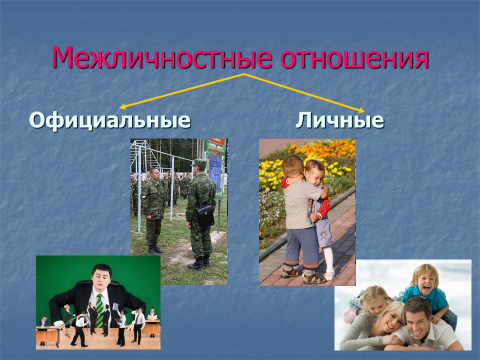 Межличностные отношения
Официальные
Личные